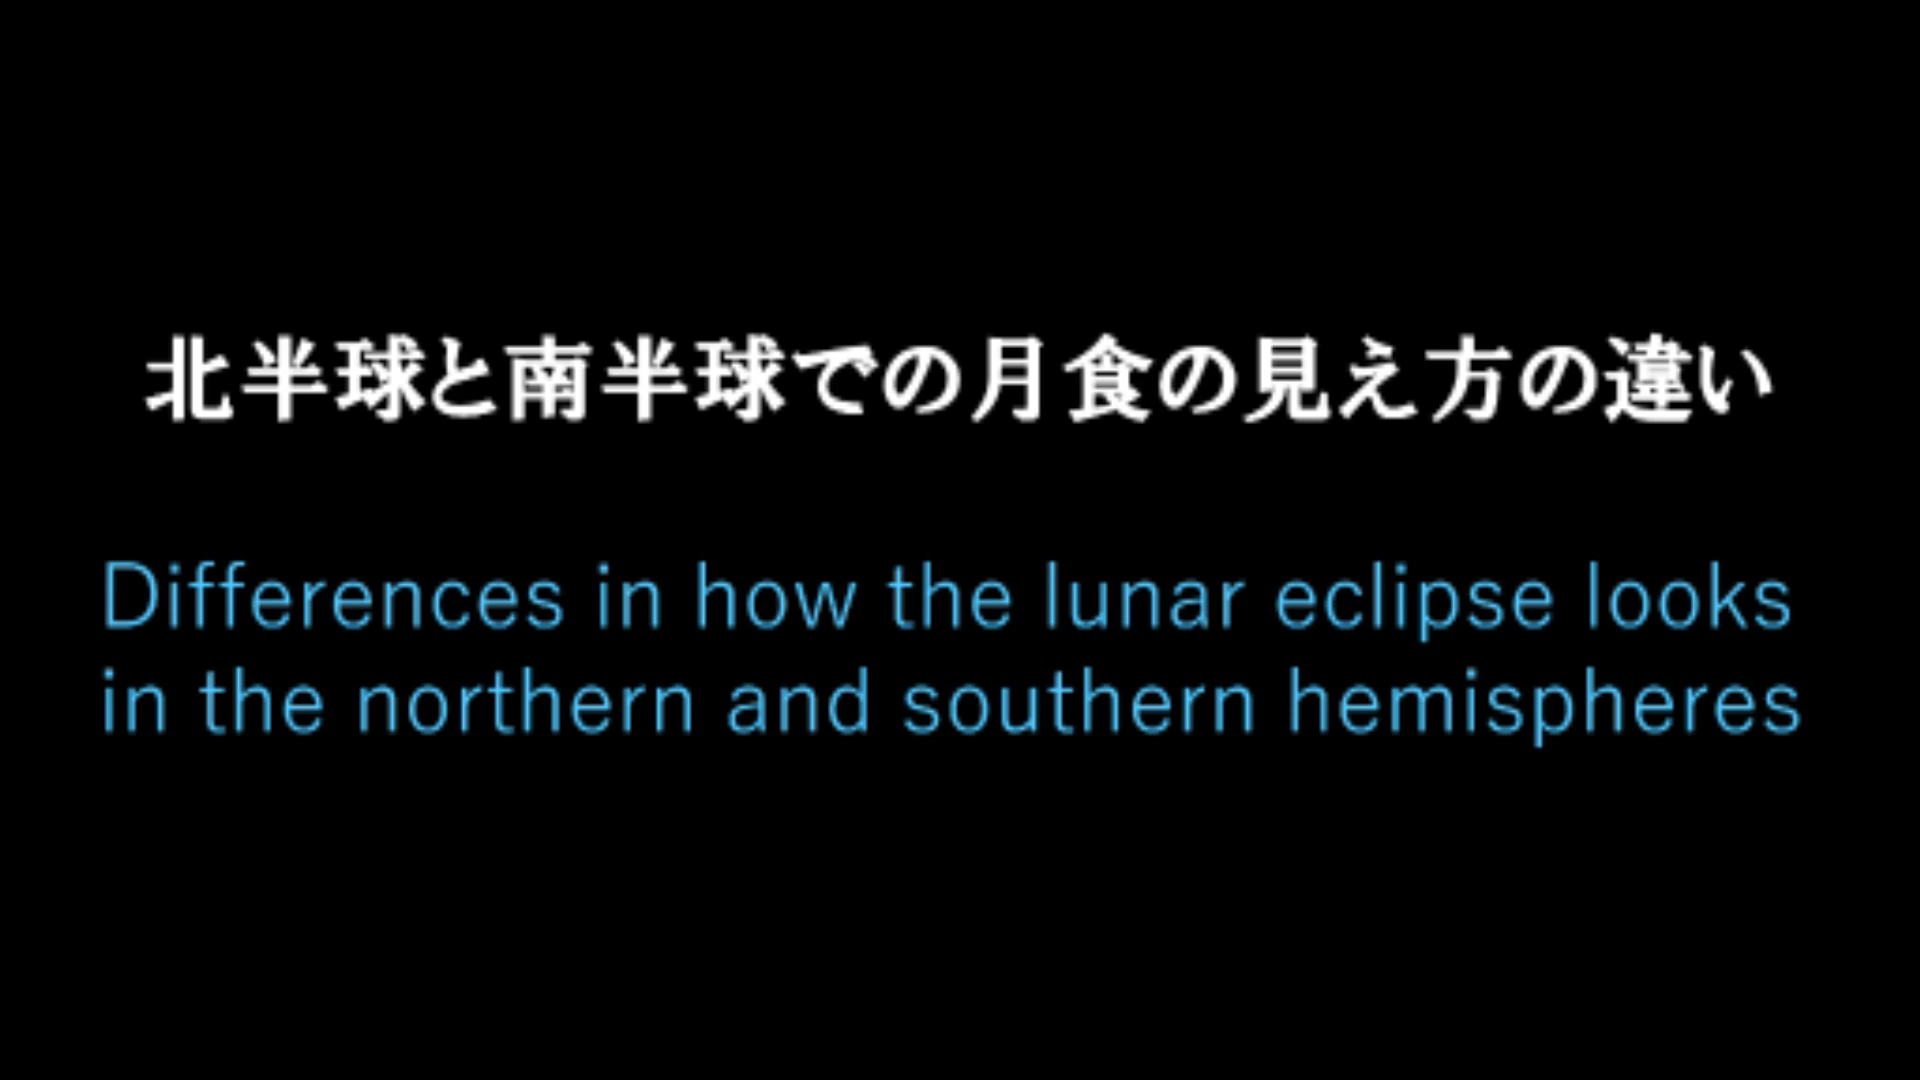 北半球と南半球での月食の見え方の違い
Differences in how the lunar eclipse looks
in the northern and southern hemispheres